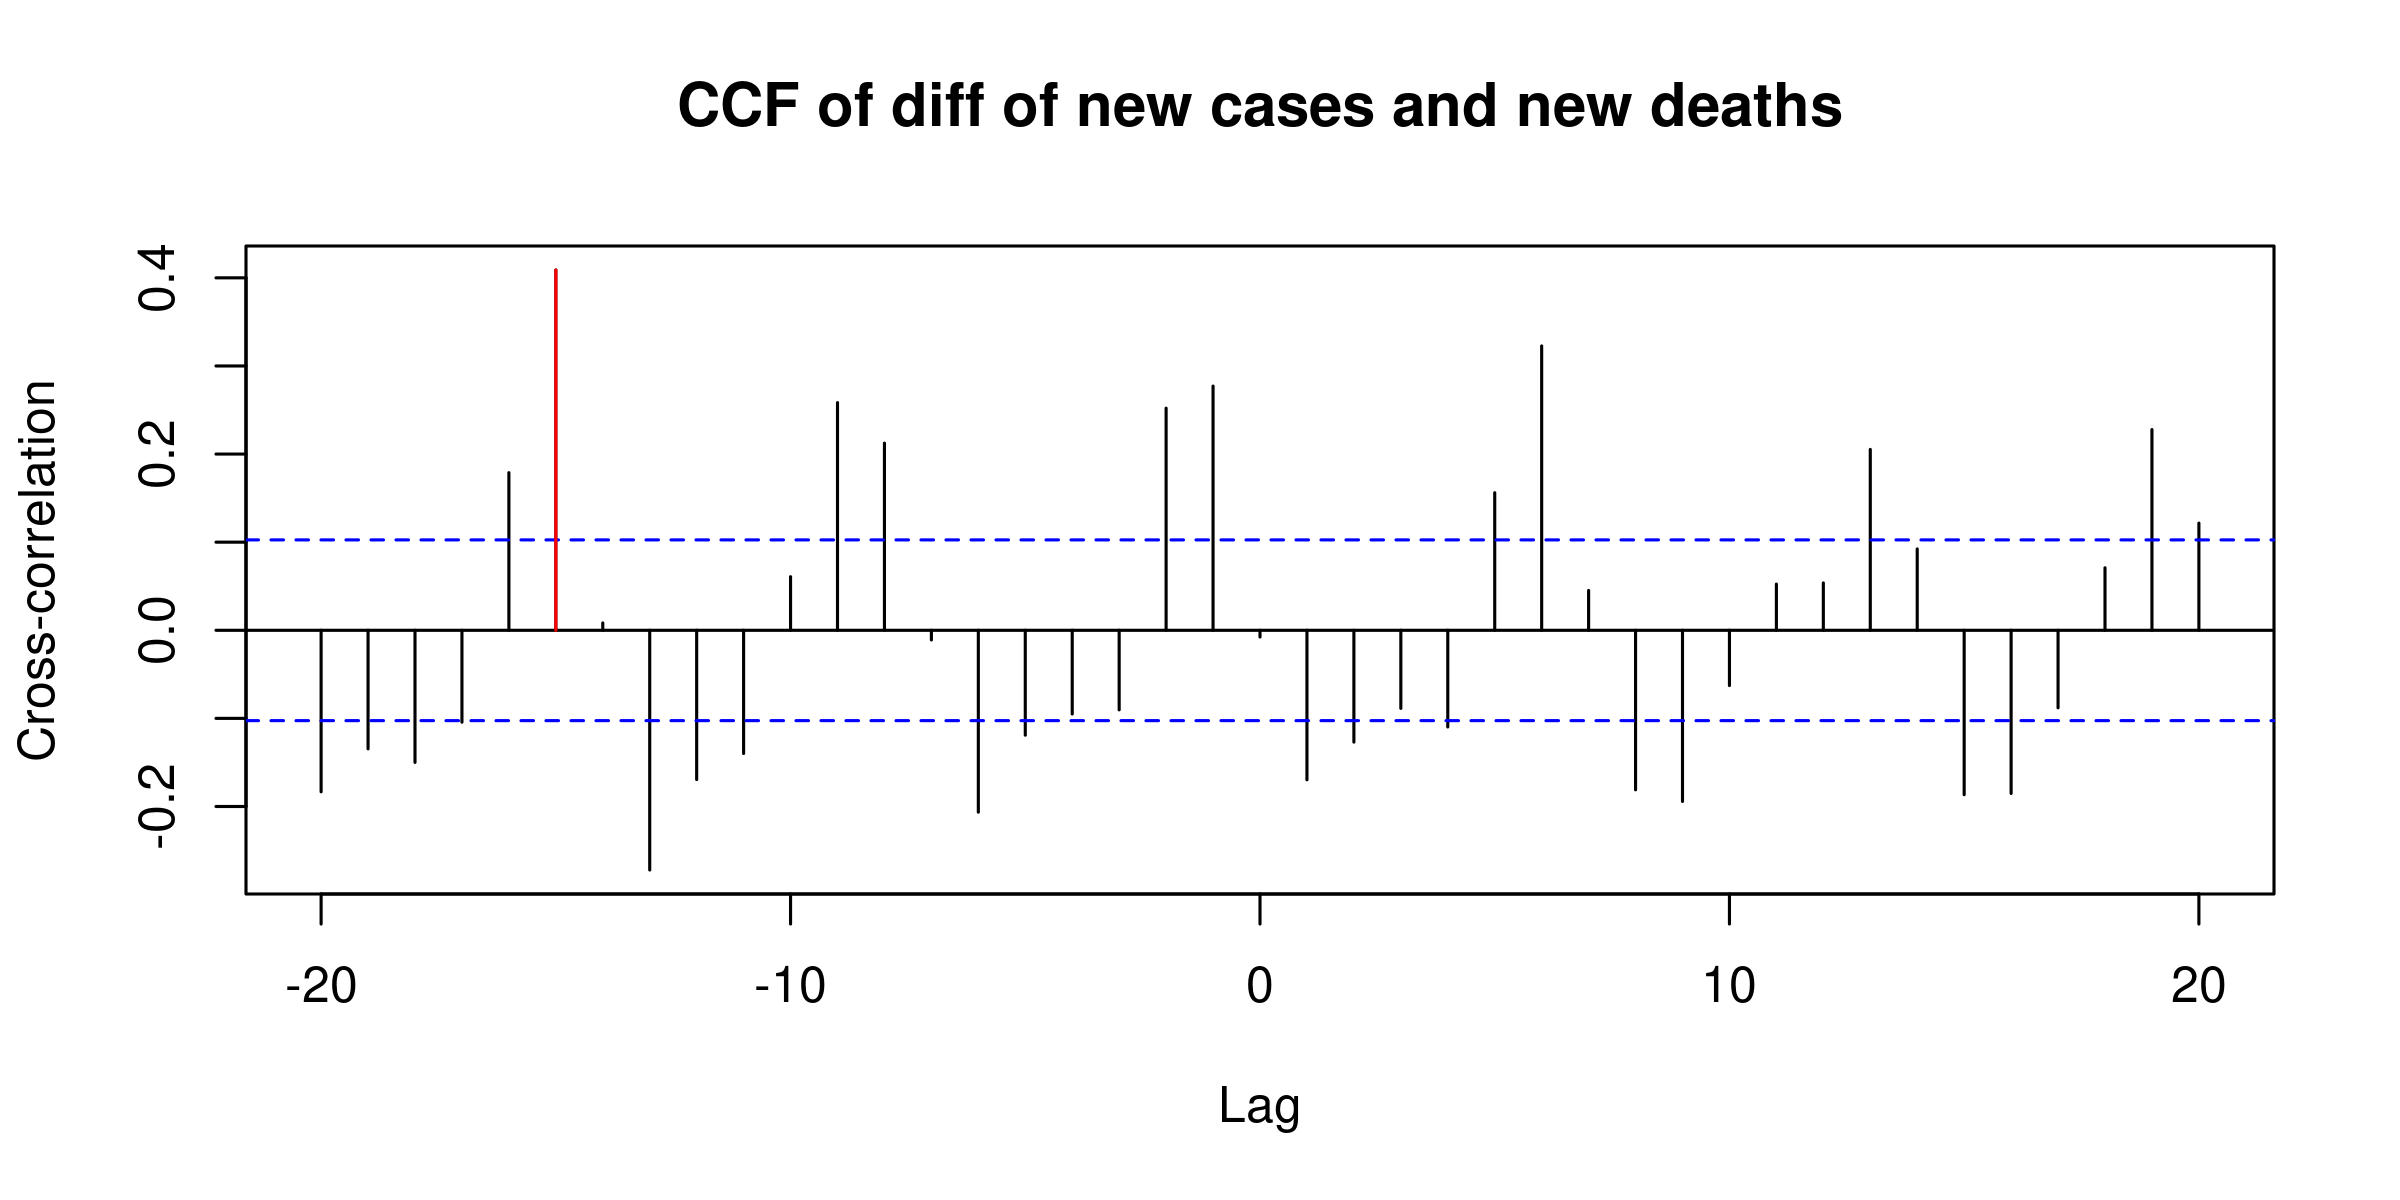 CCF of diff of new cases and new deaths
Cross-correlation
0.4
0.2
0.0
-0.2
-20 -10 0 10 20
Lag